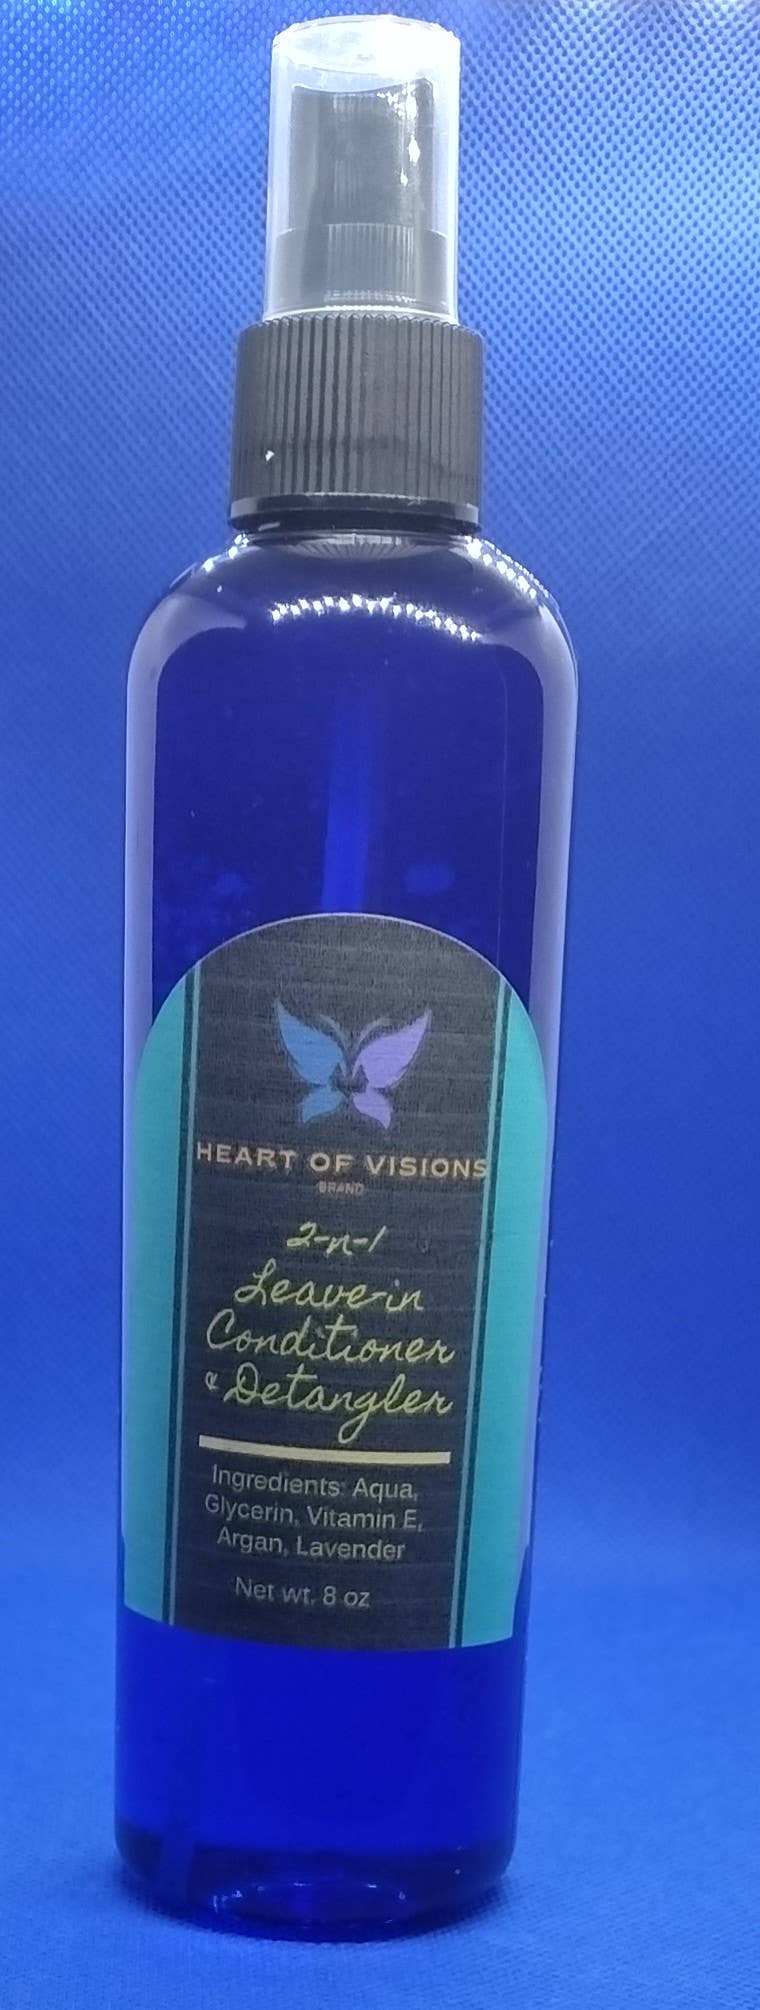 HEART OF VISIONS
BRAND
2-n-1
Leave-in
Conditioner
& Detangler
Ingredients: Aqua,
Glycerin, Vitamin E,
Argan, Lavender
Net wt. 8 oz